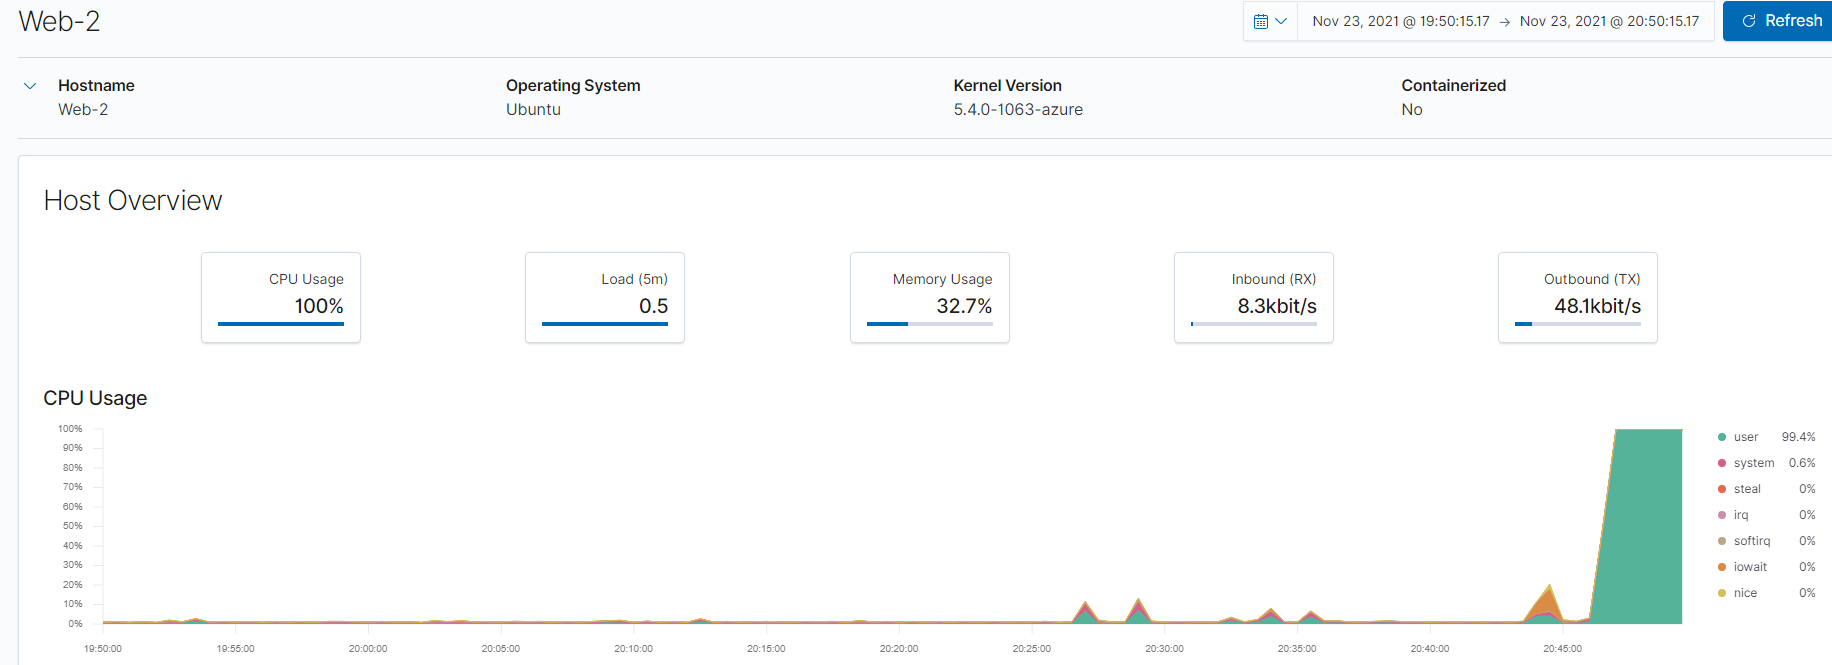 Web-2
Nov 23, 2021 @ 19:50:15.17 → Nov 23, 2021 @ 20:50:15.17
Refresh
Hostname Operating System Kernel Version Containerized
Web-2 Ubuntu 5.4.0-1063-azure No
Host Overview
CPU Usage Load (5m) Memory Usage Inbound (RX) Outbound (TX)
100% 0.5 32.7% 8.3kbit/s 48.1kbit/s
CPU Usage
100%
90%
80%
70%
60%
50%
40%
30%
20%
10%
0%
user 99.4%
system 0.6%
steal 0%
irq 0%
softirq 0%
iowait 0%
nice 0%
19:50:00 19:55:00 20:00:00 20:05:00 20:10:00 20:15:00 20:20:00 20:25:00 20:30:00 20:35:00 20:40:00 20:45:00